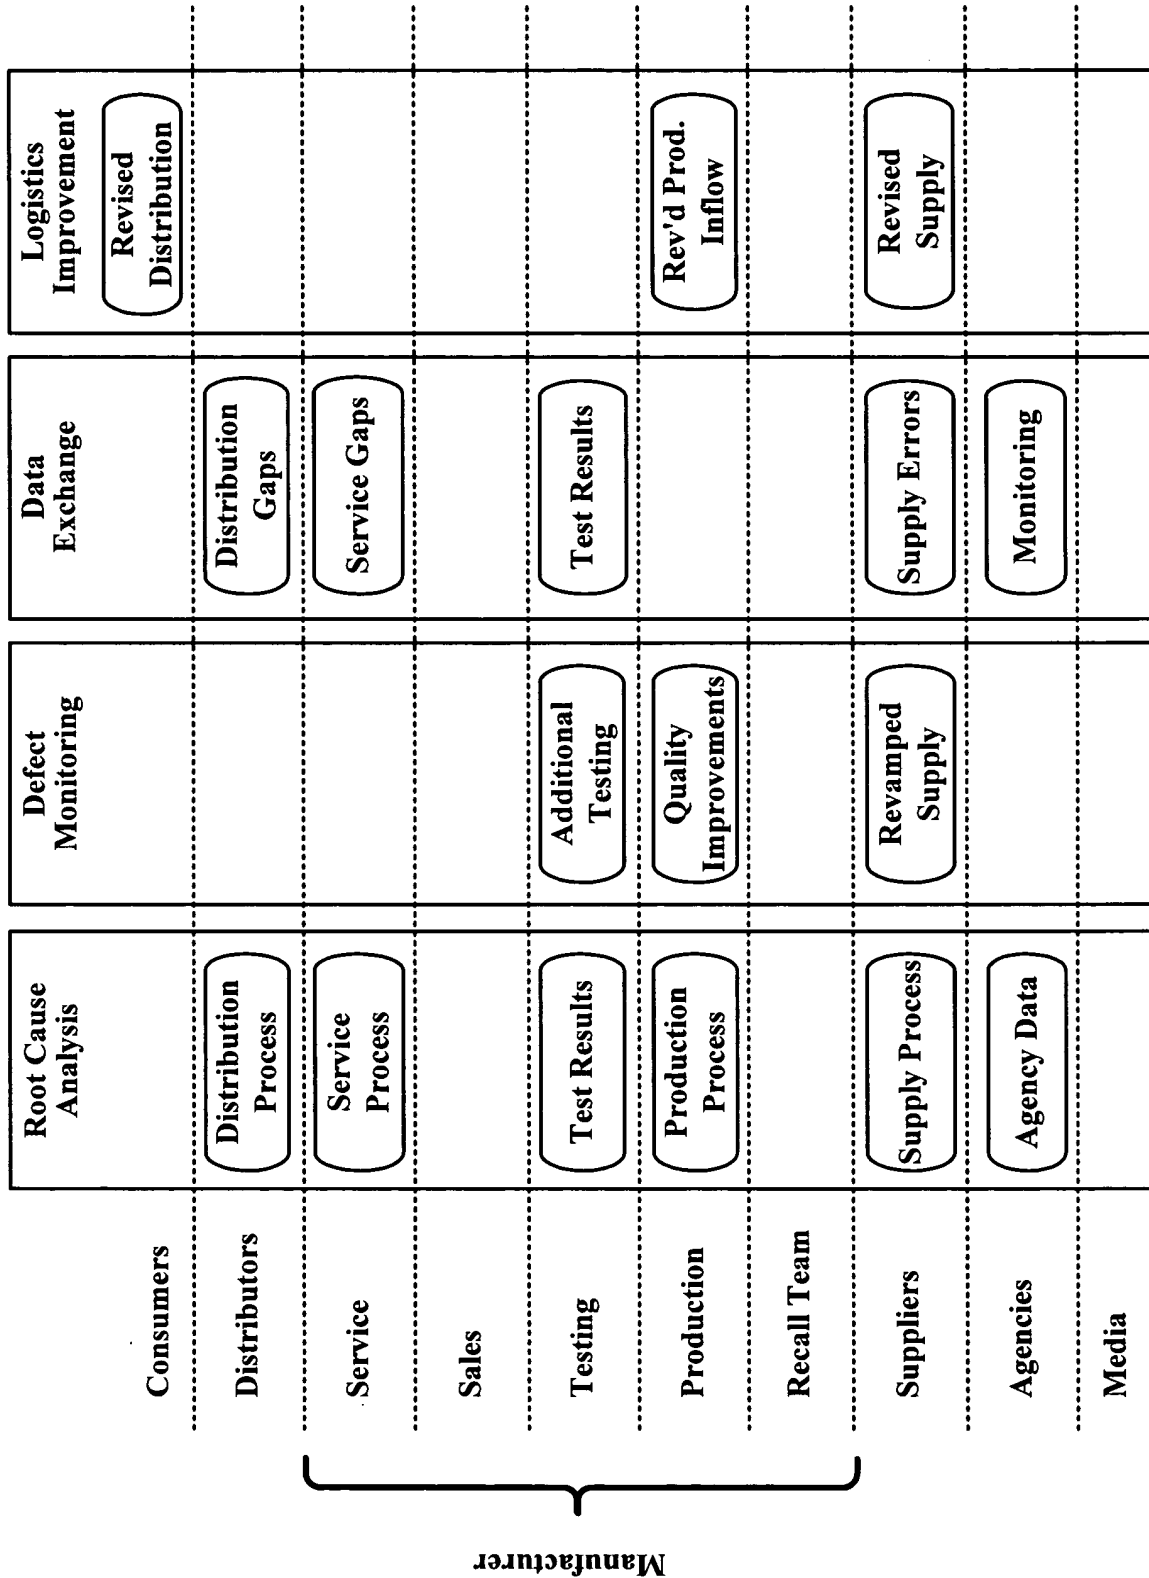 Root Cause
Analysis
Defect
Monitoring
Data
Exchange
Logistics
Improvement
Consumers
Revised
Distribution
Distributors
Distribution
Process
Distribution
Gaps
Service
Service
Process
Service Gaps
Sales
Testing
Test Results
Additional
Testing
Test Results
Production
Production
Process
Quality
Improvements
Rev'd Prod.
Inflow
Recall Team
Suppliers
Supply Process
Revamped
Supply
Supply Errors
Revised
Supply
Agencies
Agency Data
Monitoring
Media
Manufacturer